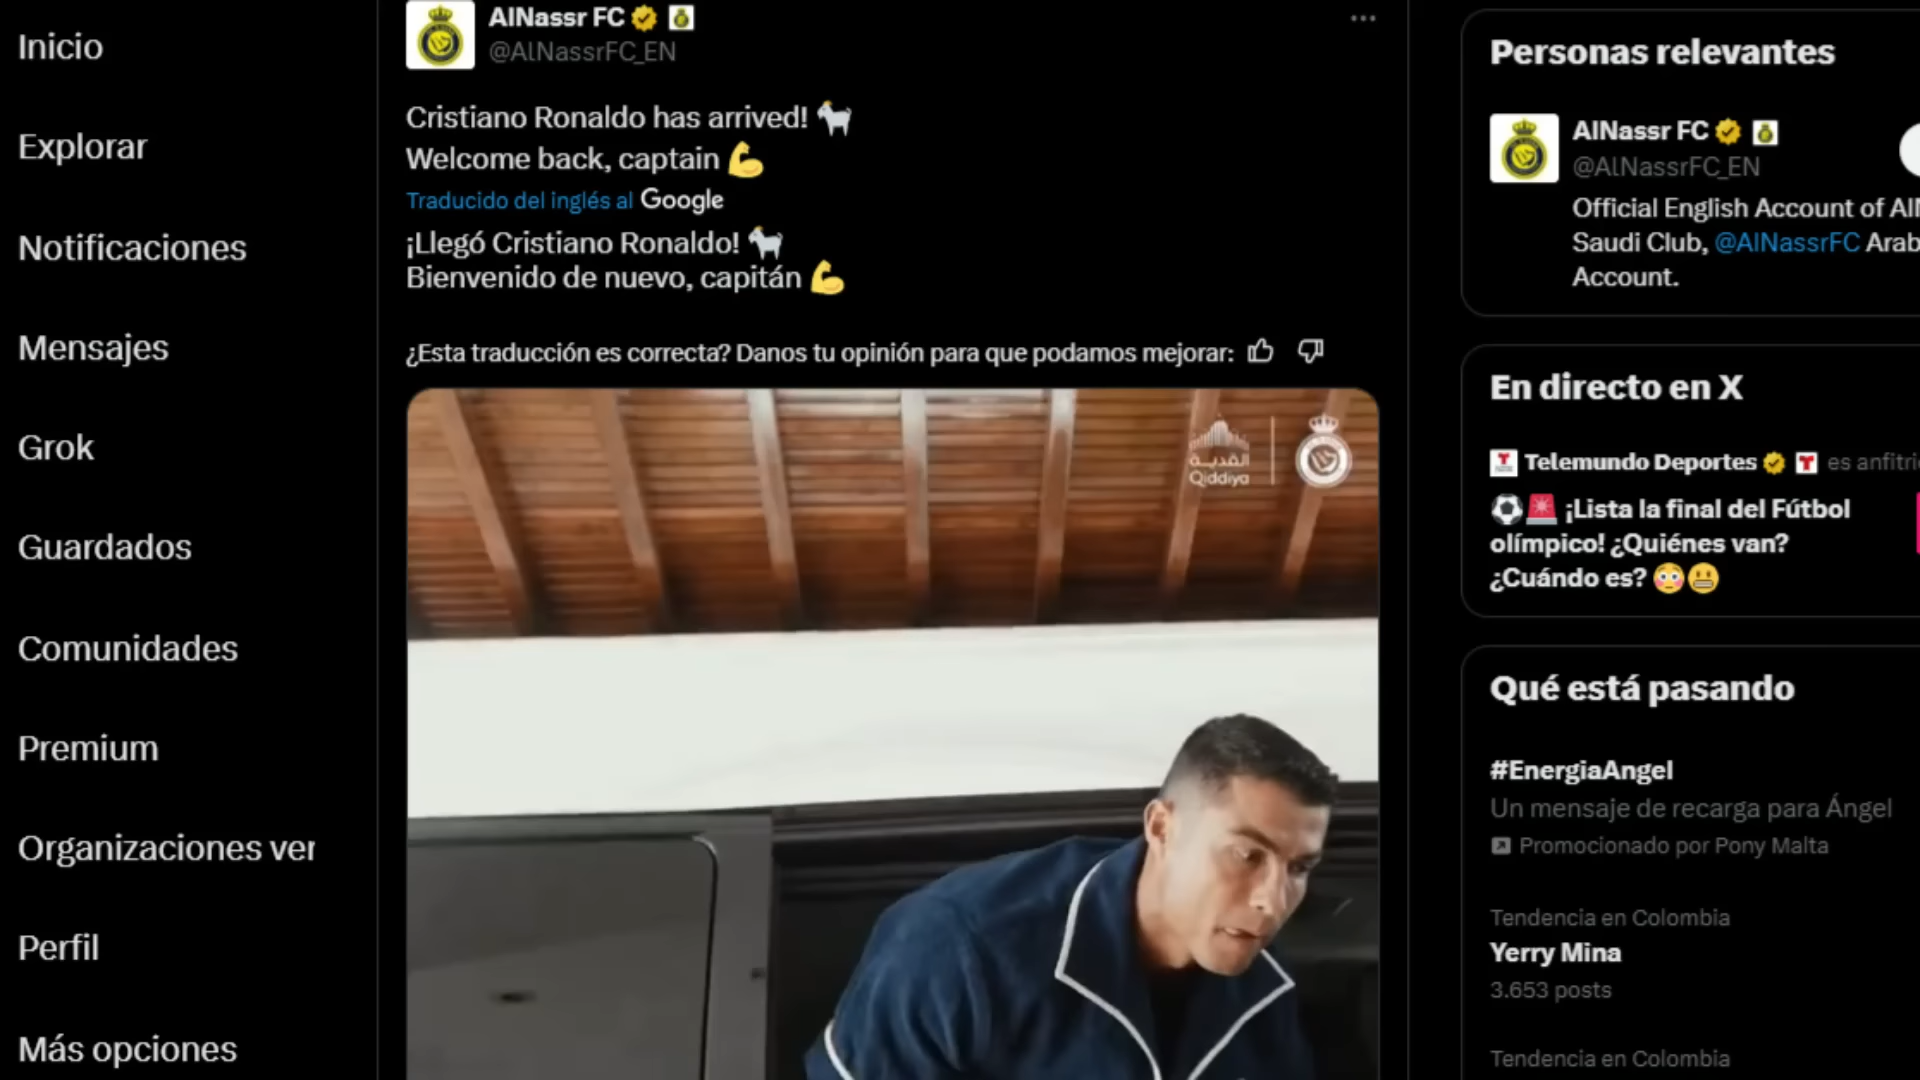 Inicio
Explorar
Notificaciones
Mensajes
Grok
Guardados
Comunidades
Premium
Organizaciones ver
Perfil
Más opciones
AlNassr FC
@AlNassrFC_EN
Cristiano Ronaldo has arrived! 🐐
Welcome back, captain 💪
Traducido del inglés al Google
¡Llegó Cristiano Ronaldo! 🐐
Bienvenido de nuevo, capitán 💪
¿Esta traducción es correcta? Danos tu opinión para que podamos mejorar:
القدية
Qiddiya
Personas relevantes
AlNassr FC
@AlNassrFC_EN
Official English Account of AlN
Saudi Club, @AlNassrFC Arab
Account.
En directo en X
Telemundo Deportes es anfitrio
⚽🚨 ¡Lista la final del Fútbol
olímpico! ¿Quiénes van?
¿Cuándo es? 😳😬
Qué está pasando
#EnergiaAngel
Un mensaje de recarga para Ángel
Promocionado por Pony Malta
Tendencia en Colombia
Yerry Mina
3.653 posts
Tendencia en Colombia